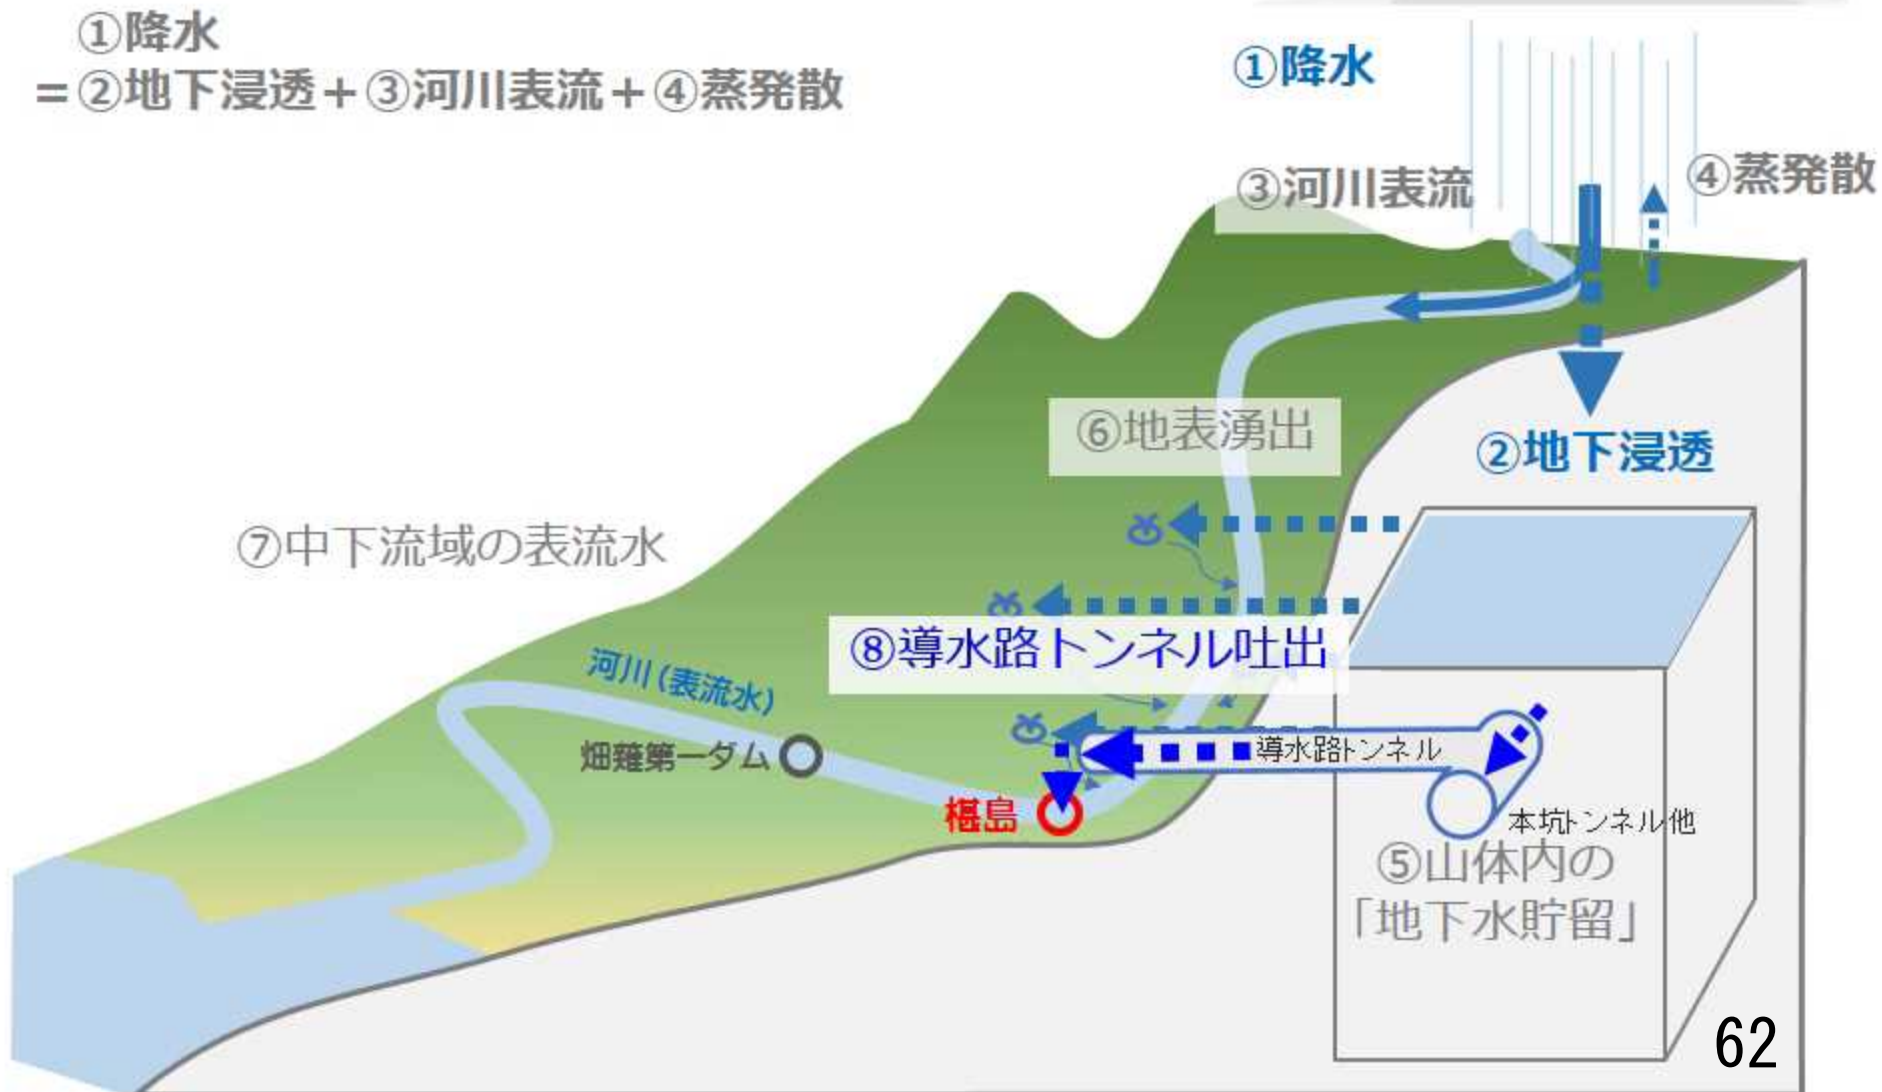 ①降水
＝②地下浸透＋③河川表流＋④蒸発散
①降水
③河川表流
④蒸発散
⑥地表湧出
②地下浸透
⑦中下流域の表流水
⑧導水路トンネル吐出
河川(表流水)
畑薙第一ダム
導水路トンネル
椹島
本坑トンネル他
⑤山体内の
「地下水貯留」
62